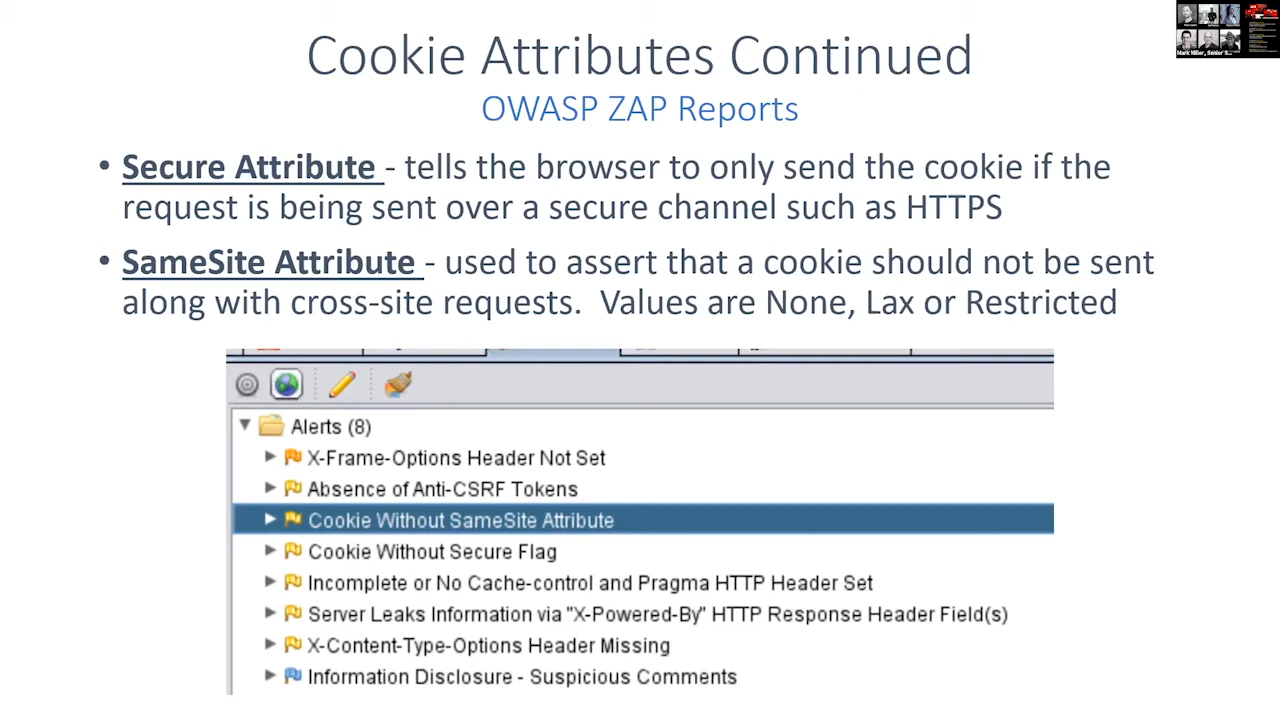 Cookie Attributes Continued
OWASP ZAP Reports
• Secure Attribute - tells the browser to only send the cookie if the
request is being sent over a secure channel such as HTTPS
• SameSite Attribute - used to assert that a cookie should not be sent
along with cross-site requests. Values are None, Lax or Restricted
Alerts (8)
X-Frame-Options Header Not Set
Absence of Anti-CSRF Tokens
Cookie Without SameSite Attribute
Cookie Without Secure Flag
Incomplete or No Cache-control and Pragma HTTP Header Set
Server Leaks Information via "X-Powered-By" HTTP Response Header Field(s)
X-Content-Type-Options Header Missing
Information Disclosure - Suspicious Comments
Mark Miller, Senior S...